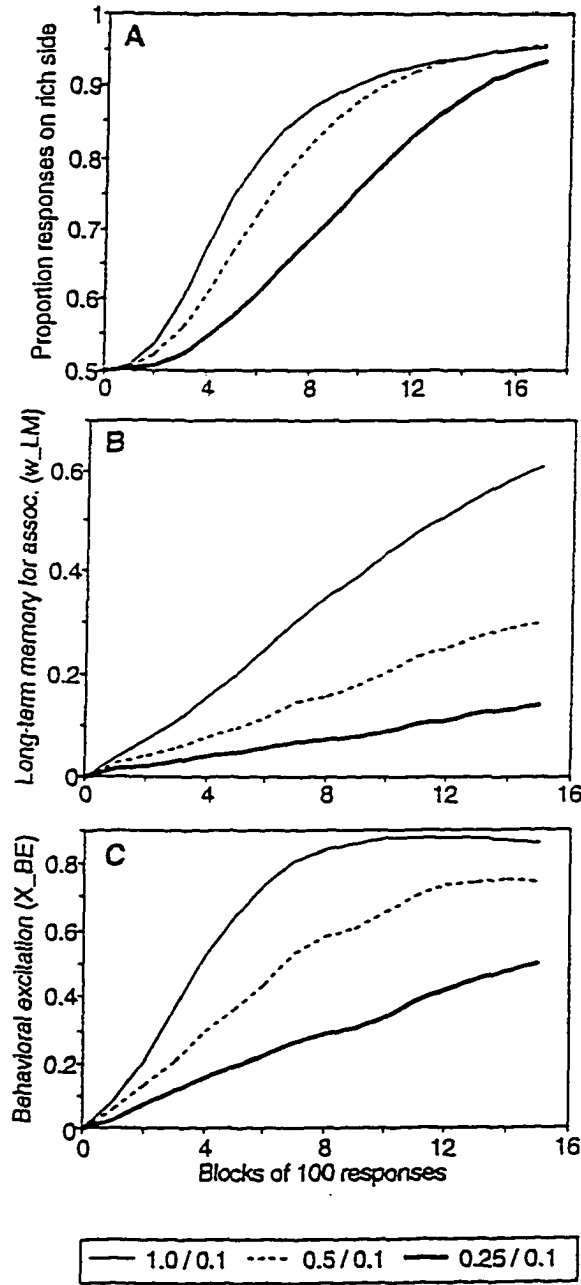 A
1
0.9
0.8
0.7
0.6
0.5
Proportion responses on rich side
0 4 8 12 16
B
0.6
0.4
0.2
0
Long-term memory for assoc. (w_LM)
0 4 8 12 16
C
0.8
0.6
0.4
0.2
0
Behavioral excitation (X_BE)
0 4 8 12 16
Blocks of 100 responses
1.0 / 0.1 0.5 / 0.1 0.25 / 0.1